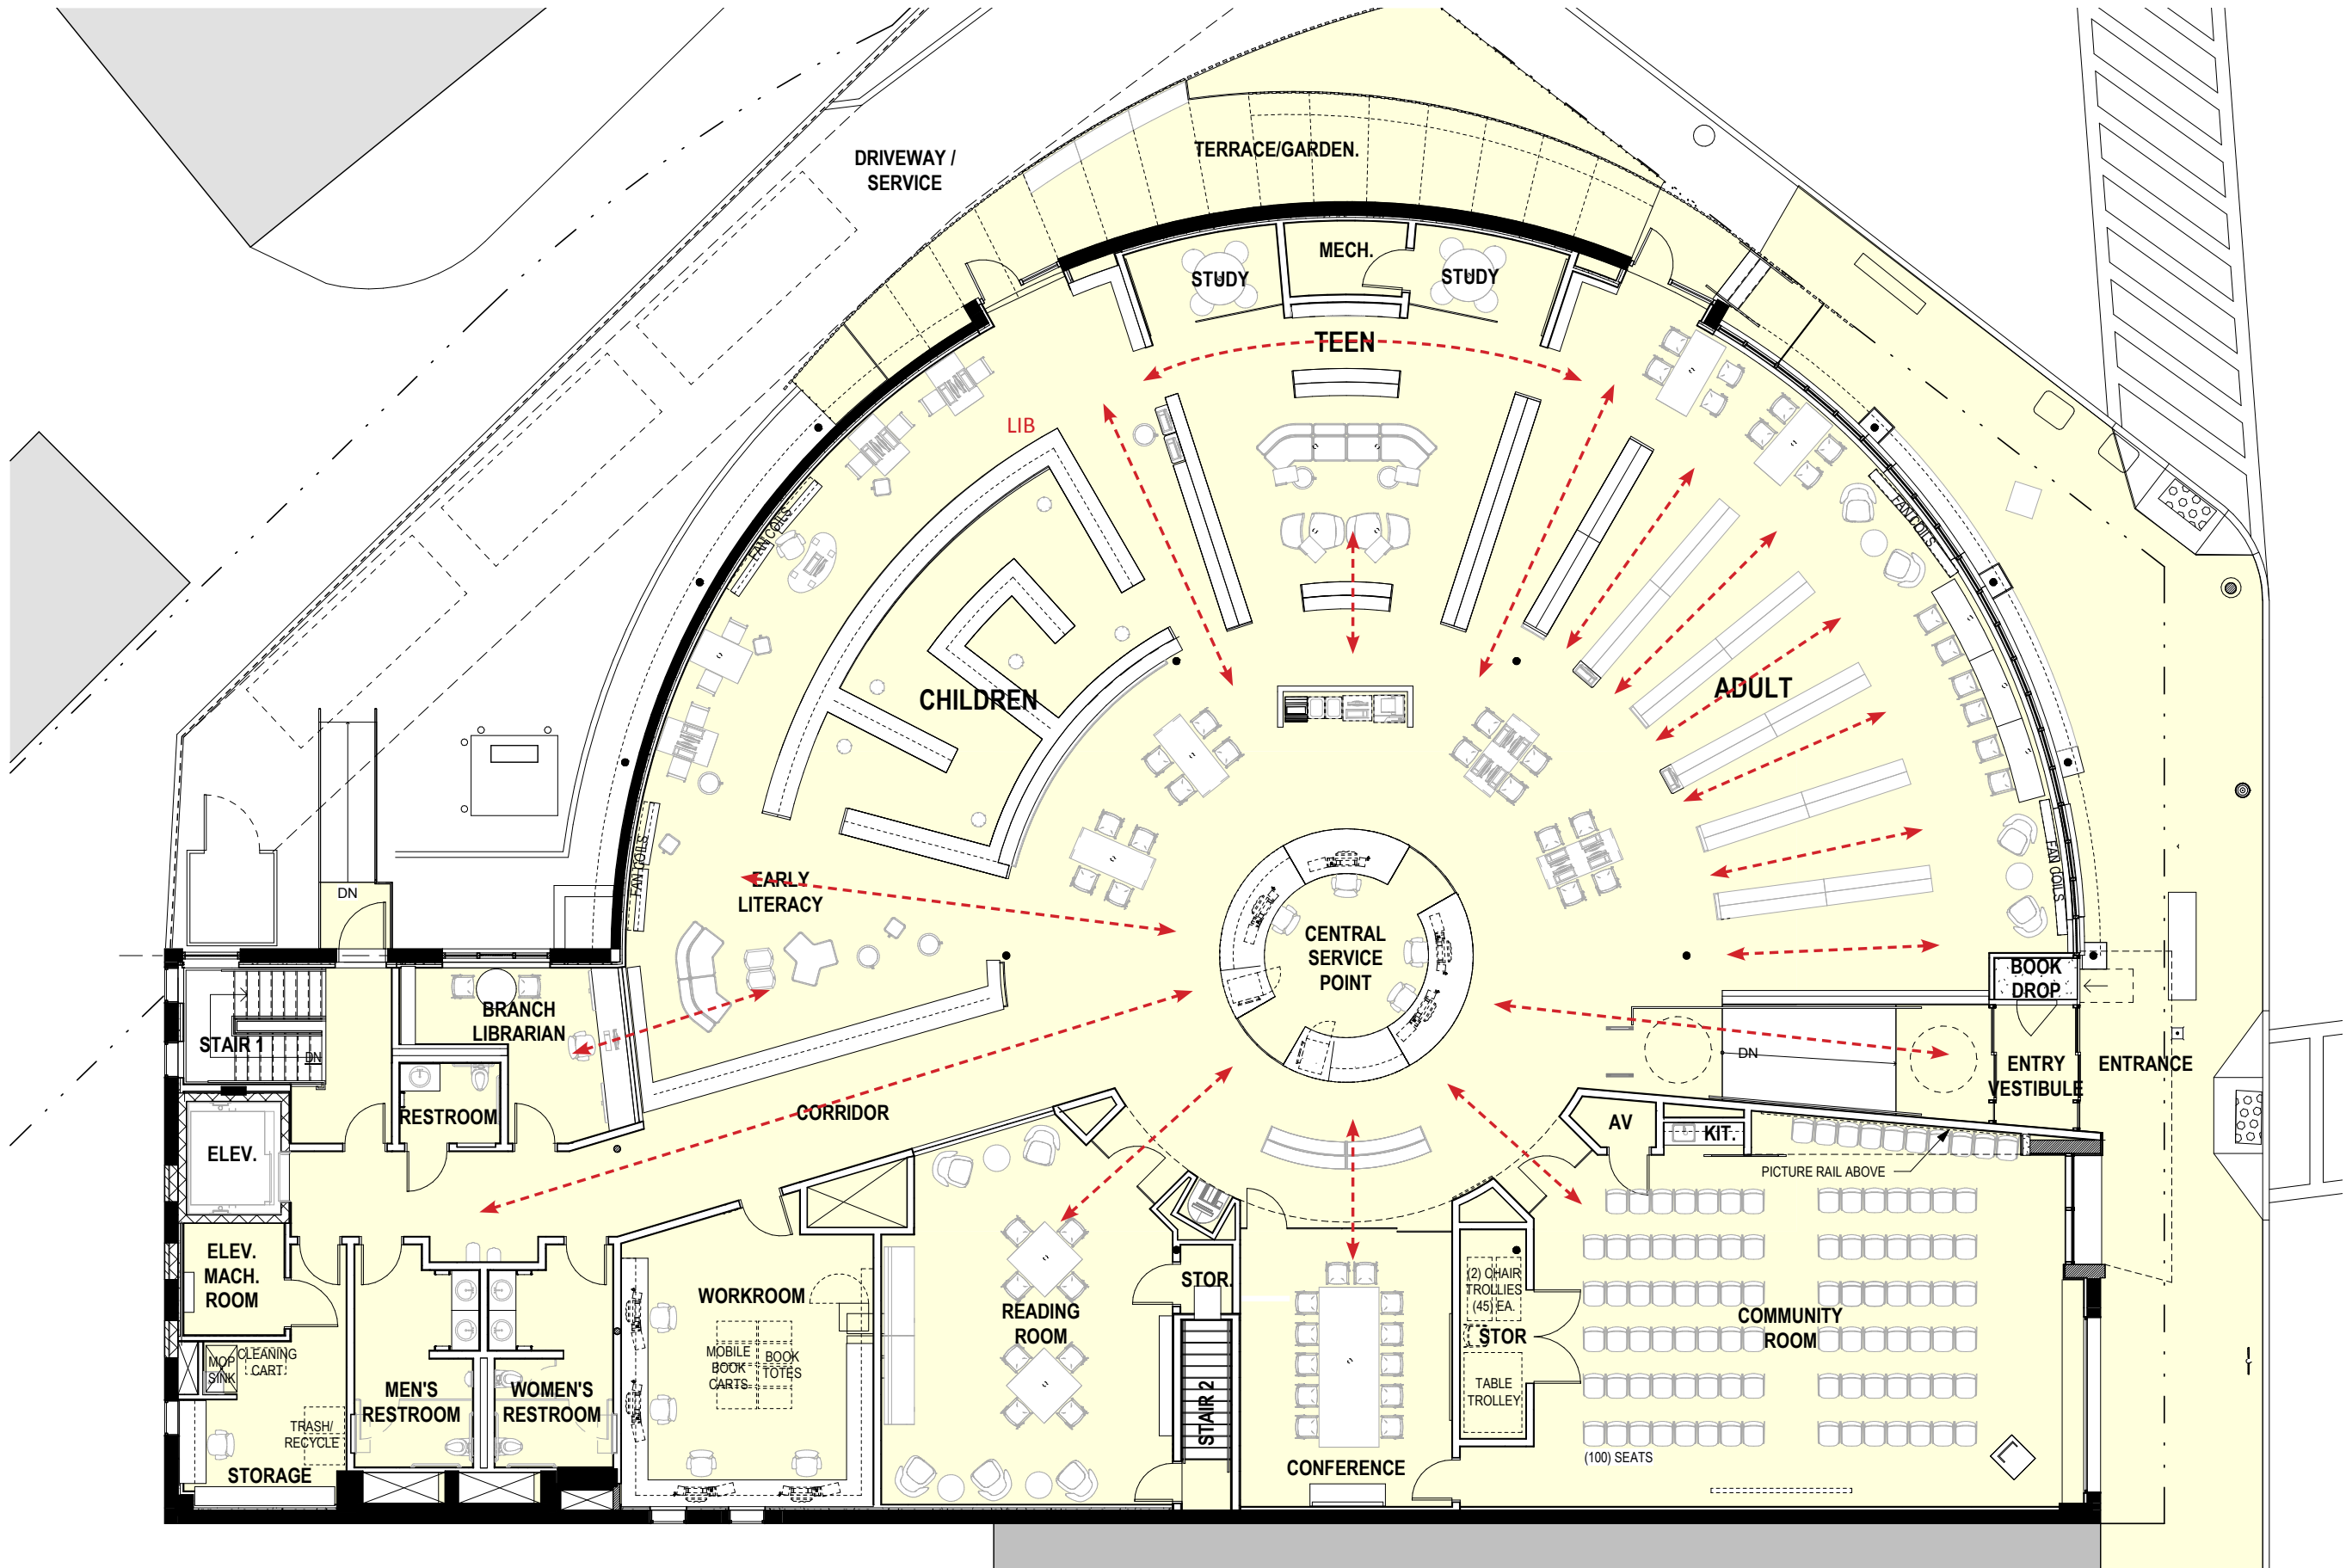 DRIVEWAY /
SERVICE
TERRACE/GARDEN.
MECH.
STUDY
STUDY
TEEN
LIB
FAN COILS
FAN COILS
CHILDREN
ADULT
FAN COILS
FAN COILS
EARLY
LITERACY
DN
CENTRAL
SERVICE
POINT
BOOK
DROP
BRANCH
LIBRARIAN
STAIR 1
DN
DN
ENTRY
VESTIBULE
ENTRANCE
RESTROOM
CORRIDOR
AV
KIT.
ELEV.
PICTURE RAIL ABOVE
ELEV.
MACH.
ROOM
WORKROOM
READING
ROOM
STOR.
(2) CHAIR
TROLLIES
(45) EA.
STOR
COMMUNITY
ROOM
MOP
SINK
CLEANING
CART
MOBILE
BOOK
CARTS
BOOK
TOTES
MEN'S
RESTROOM
WOMEN'S
RESTROOM
TABLE
TROLLEY
STAIR 2
TRASH/
RECYCLE
STORAGE
CONFERENCE
(100) SEATS